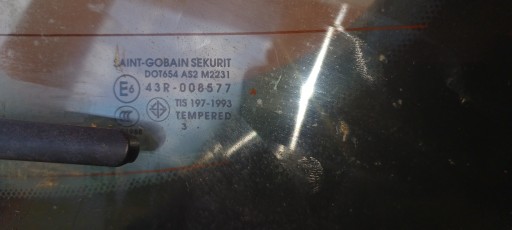 SAINT-GOBAIN SEKURIT
DOT654 AS2 M2231
E6 43R-008577
TIS 197-1993
TEMPERED
3